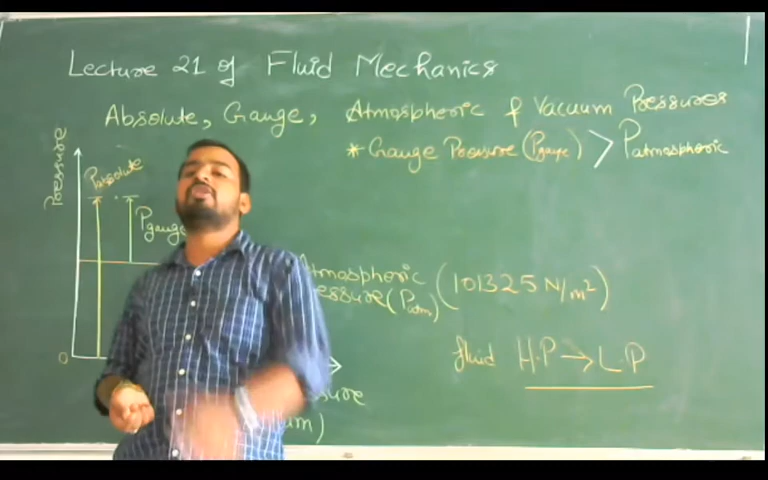 Lecture 21 of Fluid Mechanics
Absolute, Gauge, Atmospheric & Vacuum Pressures
* Gauge Pressure (Pgauge) > Patmospheric
Pressure
Pabsolute
Pgauge
Atmospheric
Pressure (Patm) (101325 N/m²)
fluid H.P → L.P
0